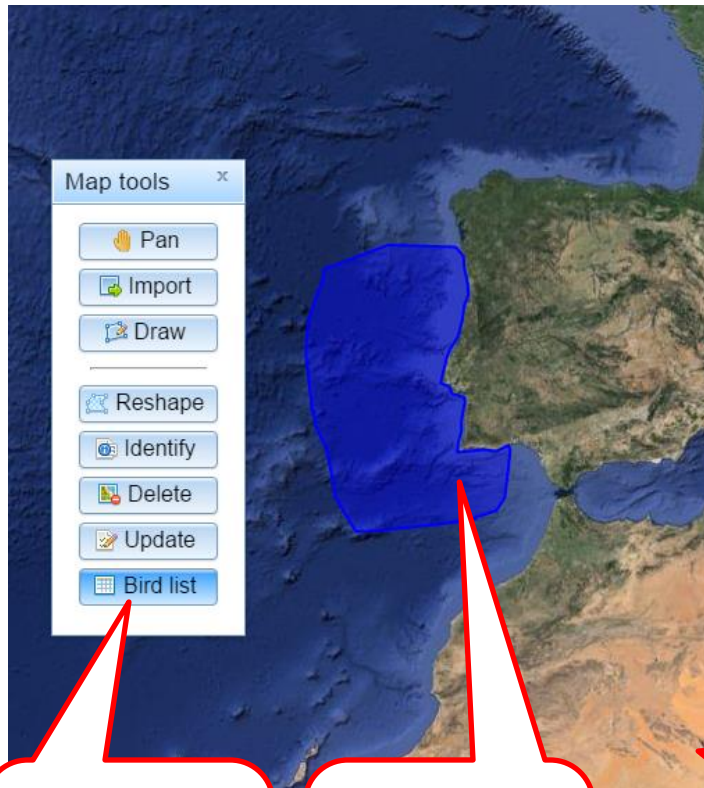 Map tools x
Pan
Import
Draw
Reshape
Identify
Delete
Update
Bird list